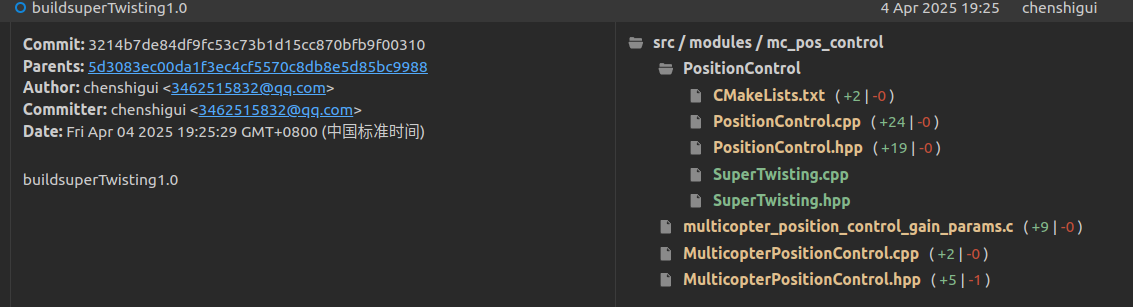 buildsuperTwisting1.0 4 Apr 2025 19:25 chenshigui
Commit: 3214b7de84df9fc53c73b1d15cc870bfb9f00310
Parents: 5d3083ec00da1f3ec4cf5570c8db8e5d85bc9988
Author: chenshigui <3462515832@qq.com>
Committer: chenshigui <3462515832@qq.com>
Date: Fri Apr 04 2025 19:25:29 GMT+0800 (中国标准时间)
buildsuperTwisting1.0
src / modules / mc_pos_control
PositionControl
CMakeLists.txt ( +2 | -0 )
PositionControl.cpp ( +24 | -0 )
PositionControl.hpp ( +19 | -0 )
SuperTwisting.cpp
SuperTwisting.hpp
multicopter_position_control_gain_params.c ( +9 | -0 )
MulticopterPositionControl.cpp ( +2 | -0 )
MulticopterPositionControl.hpp ( +5 | -1 )